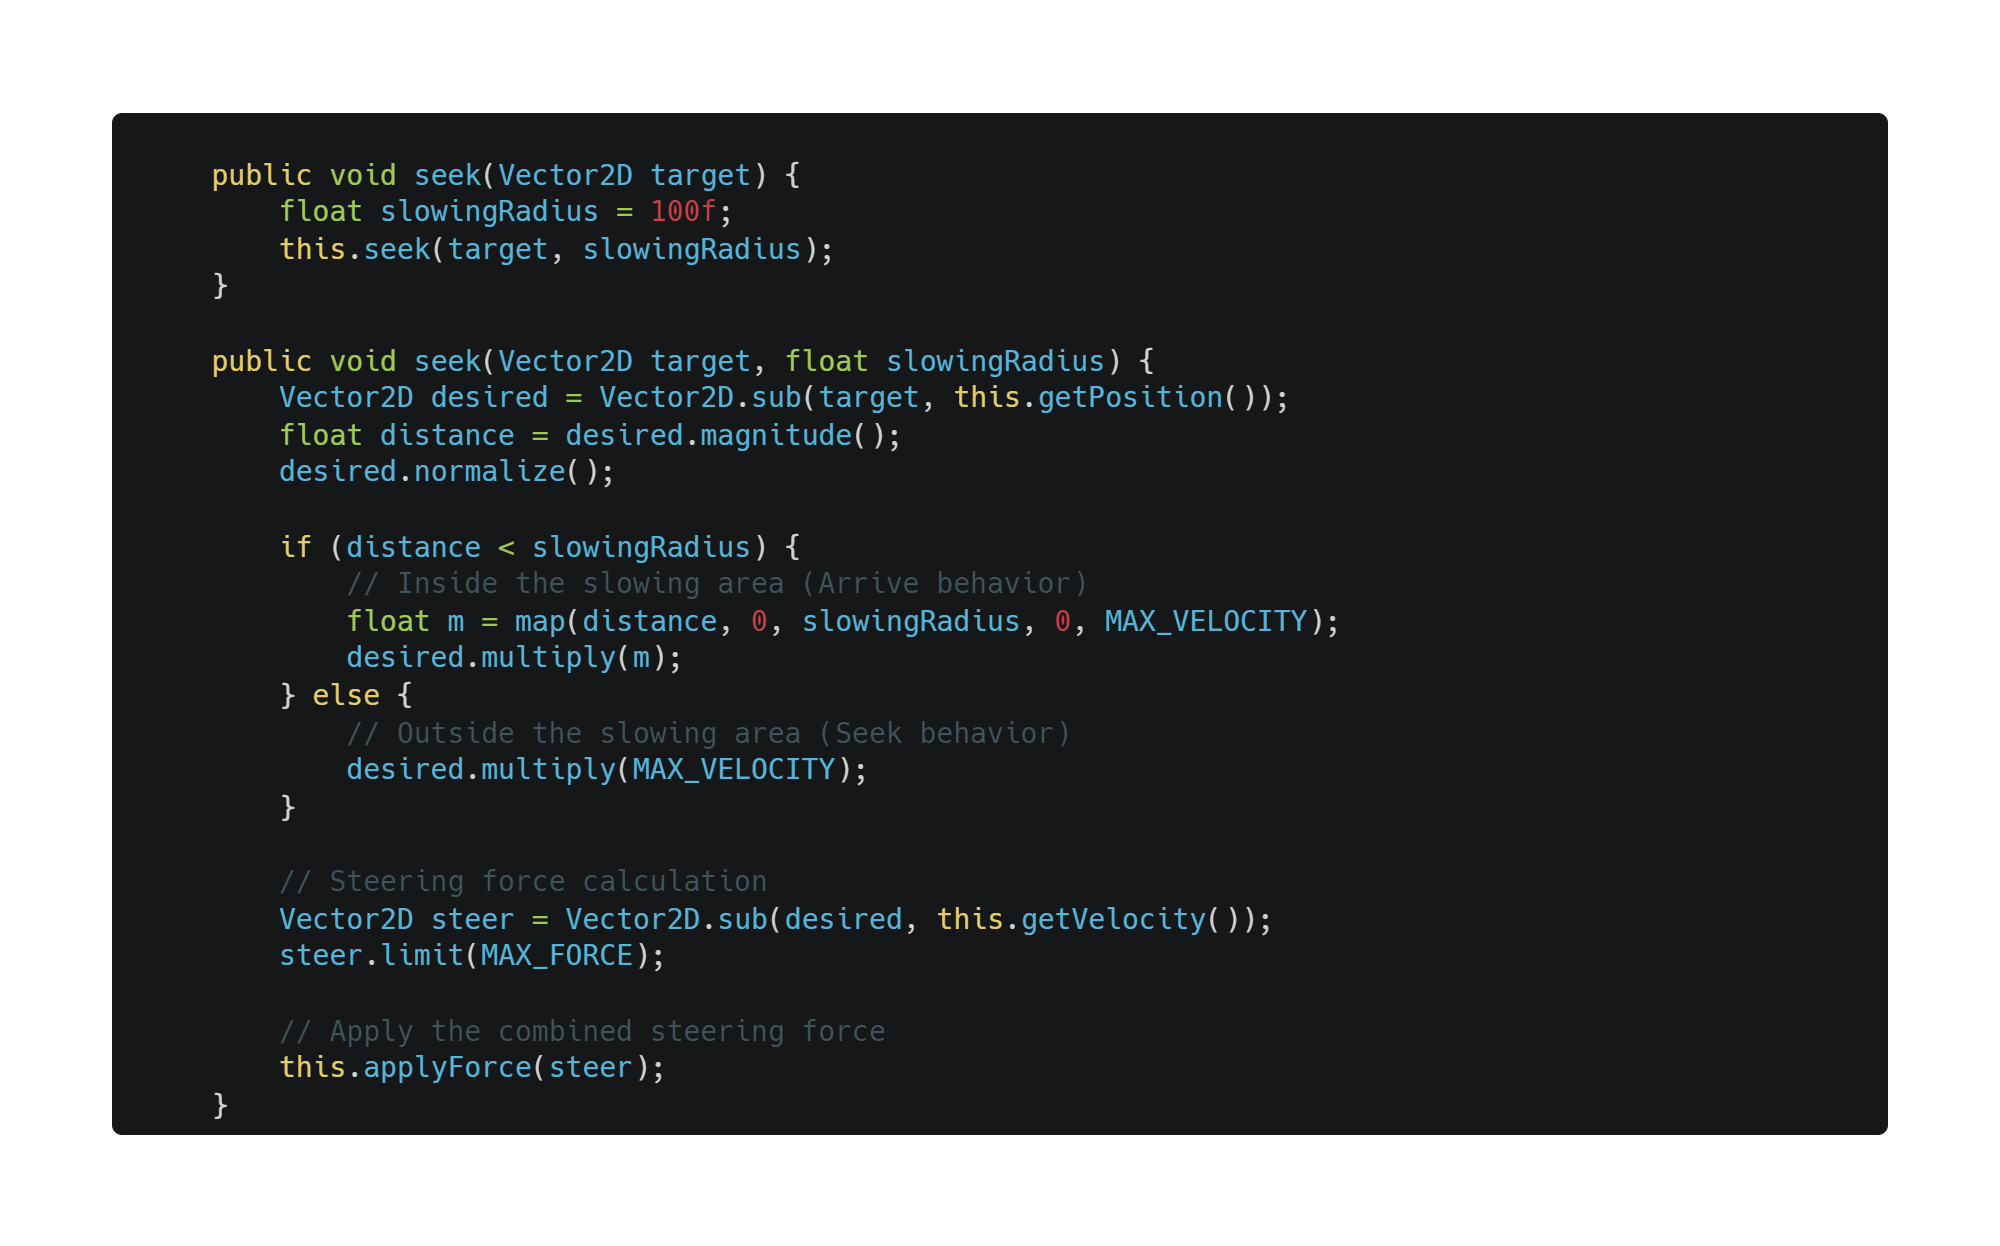 public void seek(Vector2D target) {
    float slowingRadius = 100f;
    this.seek(target, slowingRadius);
}

public void seek(Vector2D target, float slowingRadius) {
    Vector2D desired = Vector2D.sub(target, this.getPosition());
    float distance = desired.magnitude();
    desired.normalize();

    if (distance < slowingRadius) {
        // Inside the slowing area (Arrive behavior)
        float m = map(distance, 0, slowingRadius, 0, MAX_VELOCITY);
        desired.multiply(m);
    } else {
        // Outside the slowing area (Seek behavior)
        desired.multiply(MAX_VELOCITY);
    }

    // Steering force calculation
    Vector2D steer = Vector2D.sub(desired, this.getVelocity());
    steer.limit(MAX_FORCE);

    // Apply the combined steering force
    this.applyForce(steer);
}